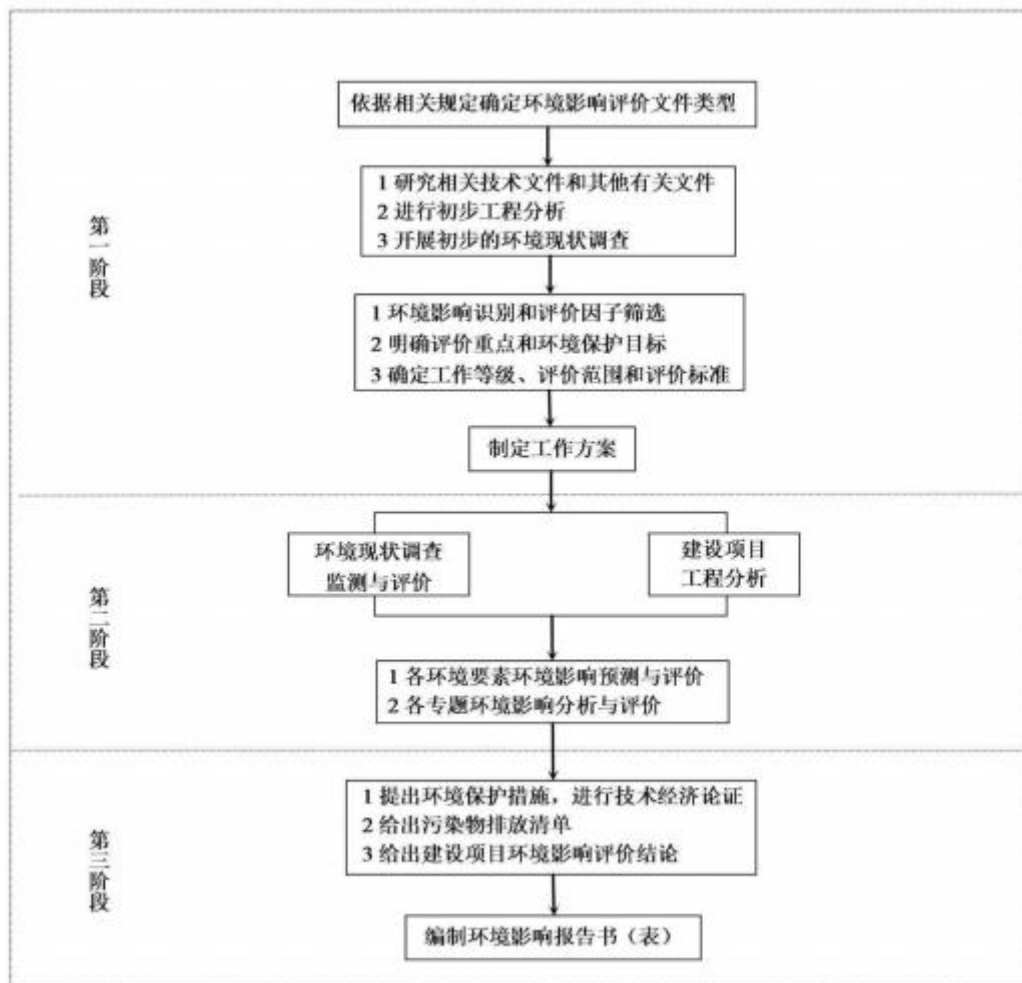 依据相关规定确定环境影响评价文件类型
第一阶段
1 研究相关技术文件和其他有关文件
2 进行初步工程分析
3 开展初步的环境现状调查
1 环境影响识别和评价因子筛选
2 明确评价重点和环境保护目标
3 确定工作等级、评价范围和评价标准
制定工作方案
第二阶段
环境现状调查
监测与评价
建设项目
工程分析
1 各环境要素环境影响预测与评价
2 各专题环境影响分析与评价
第三阶段
1 提出环境保护措施，进行技术经济论证
2 给出污染物排放清单
3 给出建设项目环境影响评价结论
编制环境影响报告书（表）